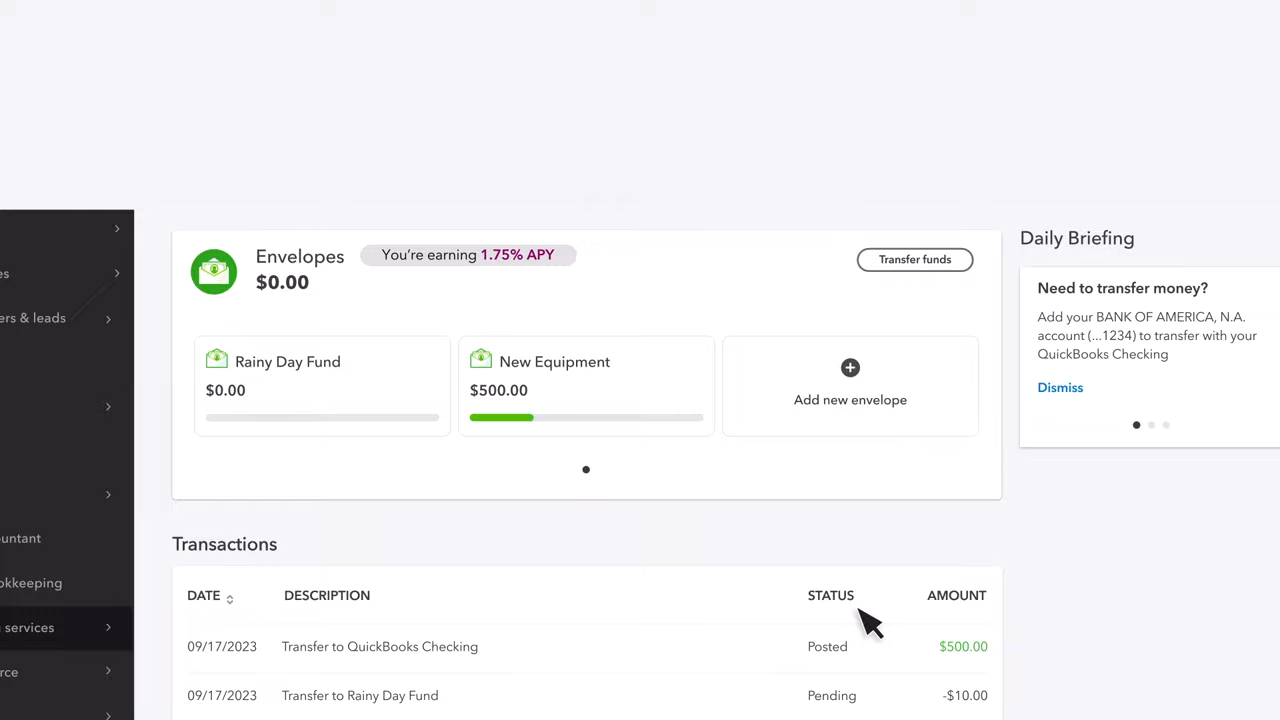 Envelopes
You're earning 1.75% APY
$0.00
Transfer funds
Rainy Day Fund
$0.00
New Equipment
$500.00
Add new envelope
Daily Briefing
Need to transfer money?
Add your BANK OF AMERICA, N.A.
account (...1234) to transfer with your
QuickBooks Checking
Dismiss
es
ers & leads
untant
okkeeping
services
rce
Transactions
DATE DESCRIPTION STATUS AMOUNT
09/17/2023 Transfer to QuickBooks Checking Posted $500.00
09/17/2023 Transfer to Rainy Day Fund Pending -$10.00